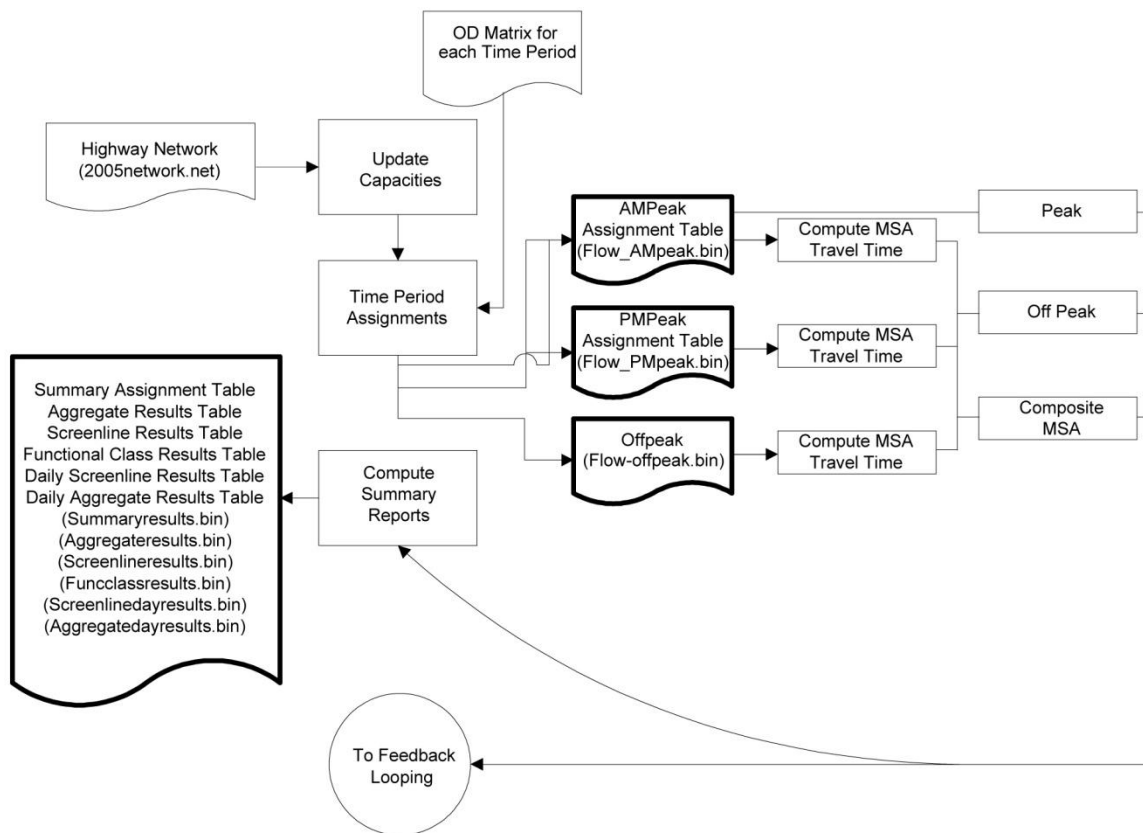 OD Matrix for
each Time Period
Highway Network
(2005network.net)
Update
Capacities
Time Period
Assignments
AMPeak
Assignment Table
(Flow_AMpeak.bin)
Compute MSA
Travel Time
Peak
PMPeak
Assignment Table
(Flow_PMpeak.bin)
Compute MSA
Travel Time
Off Peak
Offpeak
(Flow-offpeak.bin)
Compute MSA
Travel Time
Composite
MSA
Summary Assignment Table
Aggregate Results Table
Screenline Results Table
Functional Class Results Table
Daily Screenline Results Table
Daily Aggregate Results Table
(Summaryresults.bin)
(Aggregateresults.bin)
(Screenlineresults.bin)
(Funcclassresults.bin)
(Screenlinedayresults.bin)
(Aggregatedayresults.bin)
Compute
Summary
Reports
To Feedback
Looping